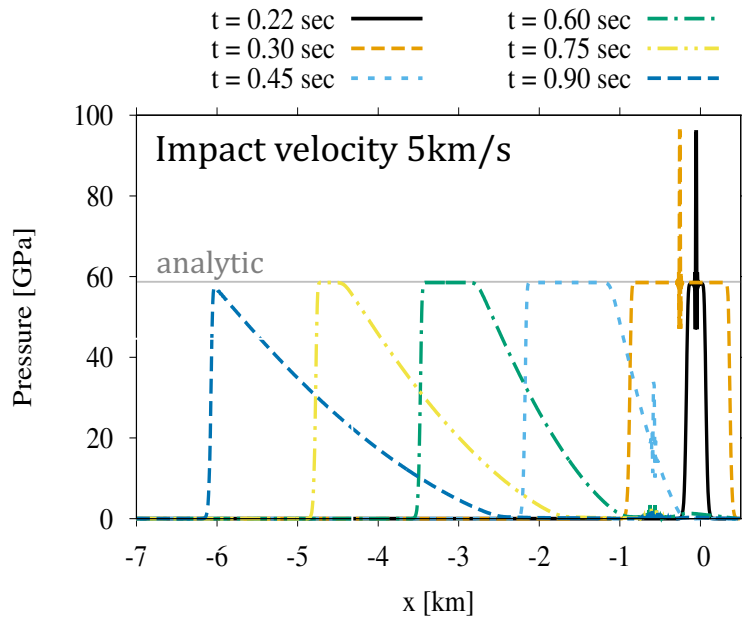 t = 0.22 sec
t = 0.30 sec
t = 0.45 sec
t = 0.60 sec
t = 0.75 sec
t = 0.90 sec
Impact velocity 5km/s
analytic
Pressure [GPa]
100
80
60
40
20
0
-7 -6 -5 -4 -3 -2 -1 0
x [km]